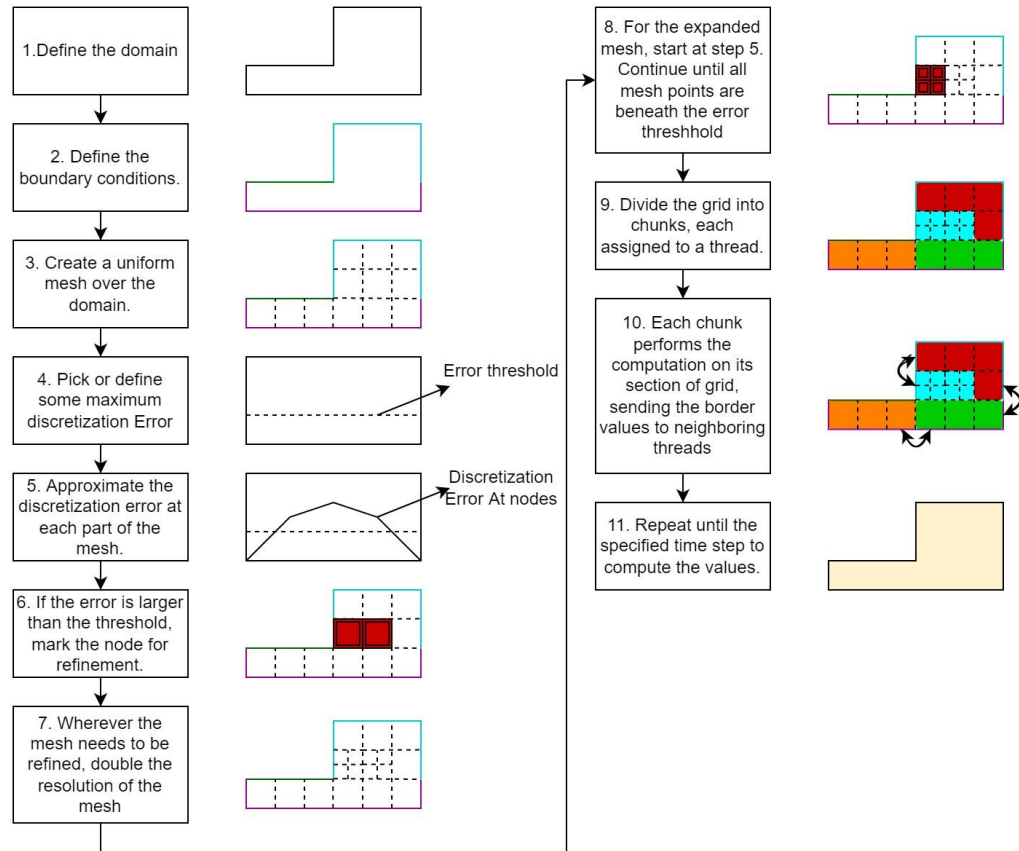 1.Define the domain
2. Define the
boundary conditions.
3. Create a uniform
mesh over the
domain.
4. Pick or define
some maximum
discretization Error
Error threshold
5. Approximate the
discretization error at
each part of the
mesh.
Discretization
Error At nodes
6. If the error is larger
than the threshold,
mark the node for
refinement.
7. Wherever the
mesh needs to be
refined, double the
resolution of the
mesh
8. For the expanded
mesh, start at step 5.
Continue until all
mesh points are
beneath the error
threshhold
9. Divide the grid into
chunks, each
assigned to a thread.
10. Each chunk
performs the
computation on its
section of grid,
sending the border
values to neighboring
threads
11. Repeat until the
specified time step to
compute the values.